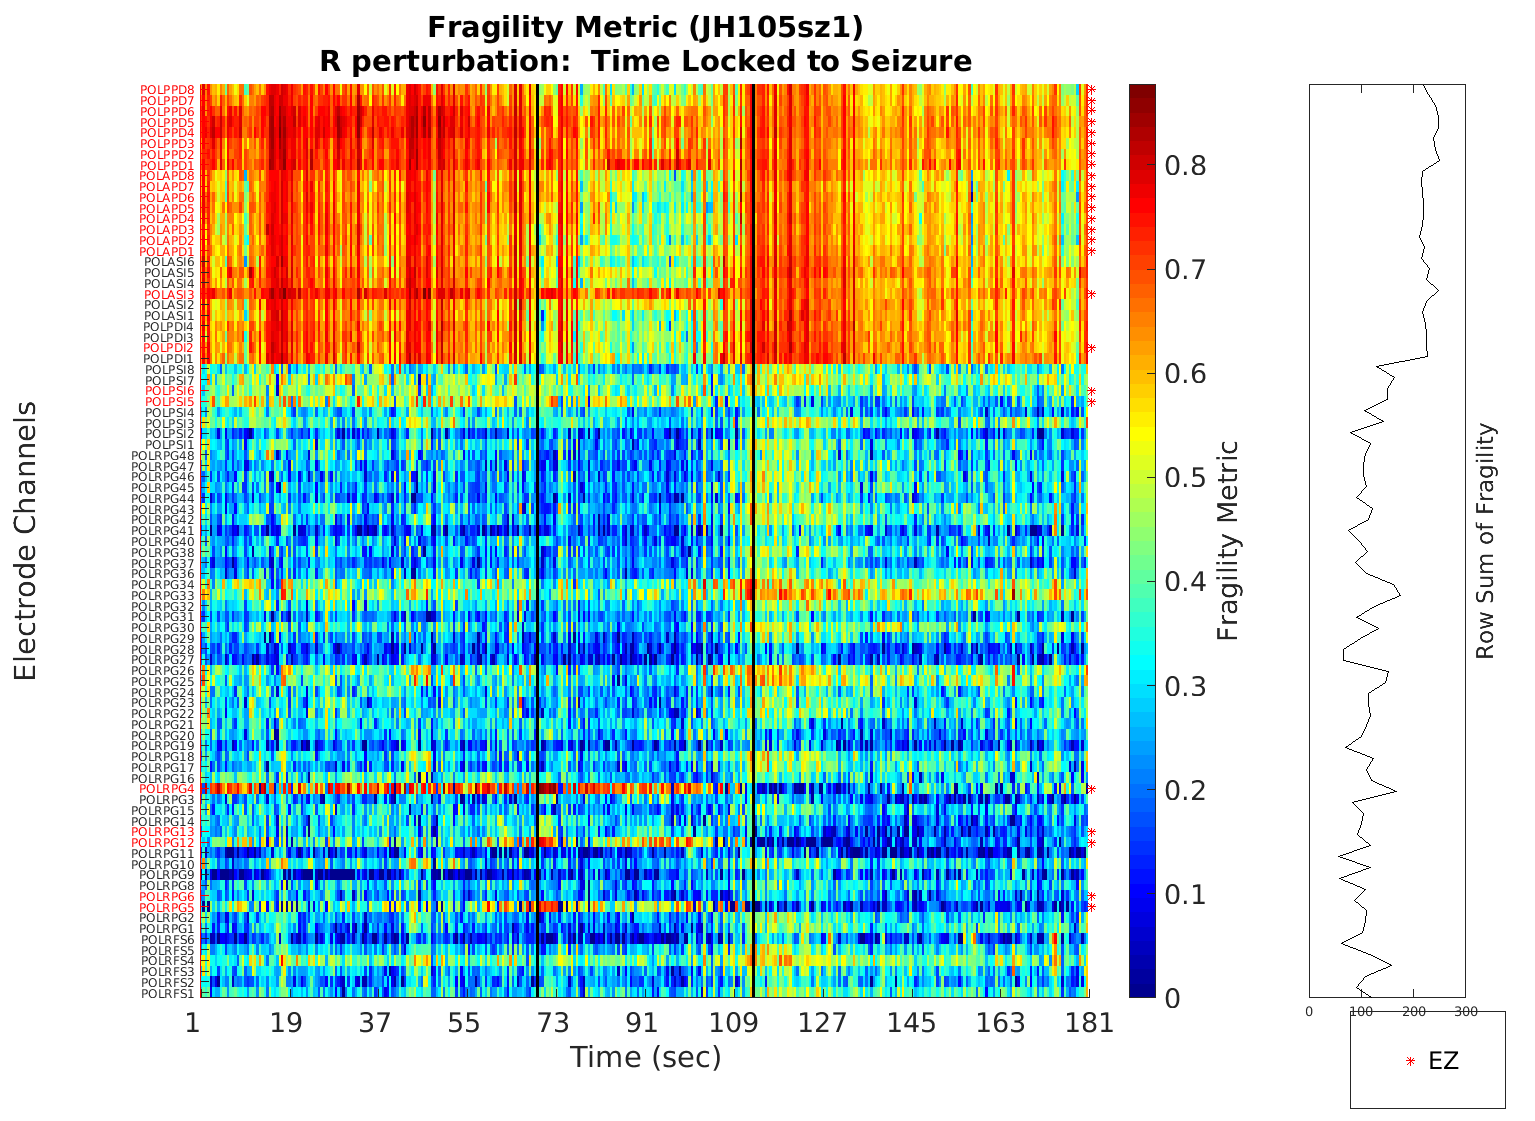 Fragility Metric (JH105sz1)
R perturbation:  Time Locked to Seizure
Electrode Channels
POLPPD8
POLPPD7
POLPPD6
POLPPD5
POLPPD4
POLPPD3
POLPPD2
POLPPD1
POLAPD8
POLAPD7
POLAPD6
POLAPD5
POLAPD4
POLAPD3
POLAPD2
POLAPD1
POLASI6
POLASI5
POLASI4
POLASI3
POLASI2
POLASI1
POLPDI4
POLPDI3
POLPDI2
POLPDI1
POLPSI8
POLPSI7
POLPSI6
POLPSI5
POLPSI4
POLPSI3
POLPSI2
POLPSI1
POLRPG48
POLRPG47
POLRPG46
POLRPG45
POLRPG44
POLRPG43
POLRPG42
POLRPG41
POLRPG40
POLRPG38
POLRPG37
POLRPG36
POLRPG34
POLRPG33
POLRPG32
POLRPG31
POLRPG30
POLRPG29
POLRPG28
POLRPG27
POLRPG26
POLRPG25
POLRPG24
POLRPG23
POLRPG22
POLRPG21
POLRPG20
POLRPG19
POLRPG18
POLRPG17
POLRPG16
POLRPG4
POLRPG3
POLRPG15
POLRPG14
POLRPG13
POLRPG12
POLRPG11
POLRPG10
POLRPG9
POLRPG8
POLRPG6
POLRPG5
POLRPG2
POLRPG1
POLRFS6
POLRFS5
POLRFS4
POLRFS3
POLRFS2
POLRFS1
1 19 37 55 73 91 109 127 145 163 181
Time (sec)
0.8
0.7
0.6
0.5
0.4
0.3
0.2
0.1
0
Fragility Metric
0 100 200 300
Row Sum of Fragility
EZ